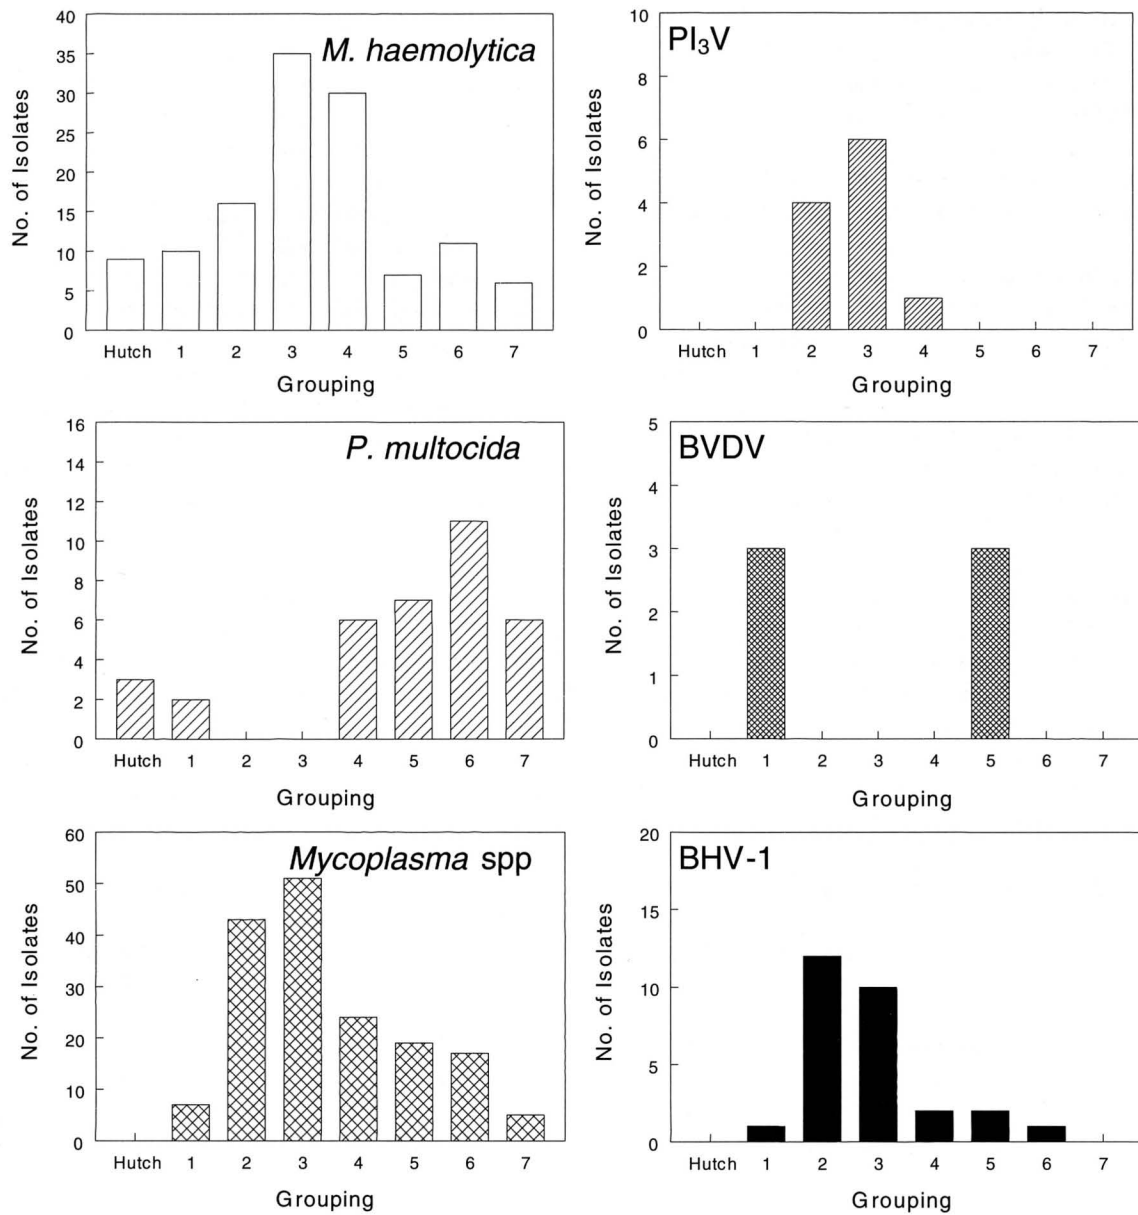 M. haemolytica
No. of Isolates
40
35
30
25
20
15
10
5
0
Hutch 1 2 3 4 5 6 7
Grouping
PI₃V
No. of Isolates
10
8
6
4
2
0
Hutch 1 2 3 4 5 6 7
Grouping
P. multocida
No. of Isolates
16
14
12
10
8
6
4
2
0
Hutch 1 2 3 4 5 6 7
Grouping
BVDV
No. of Isolates
5
4
3
2
1
0
Hutch 1 2 3 4 5 6 7
Grouping
Mycoplasma spp
No. of Isolates
60
50
40
30
20
10
0
Hutch 1 2 3 4 5 6 7
Grouping
BHV-1
No. of Isolates
20
15
10
5
0
Hutch 1 2 3 4 5 6 7
Grouping